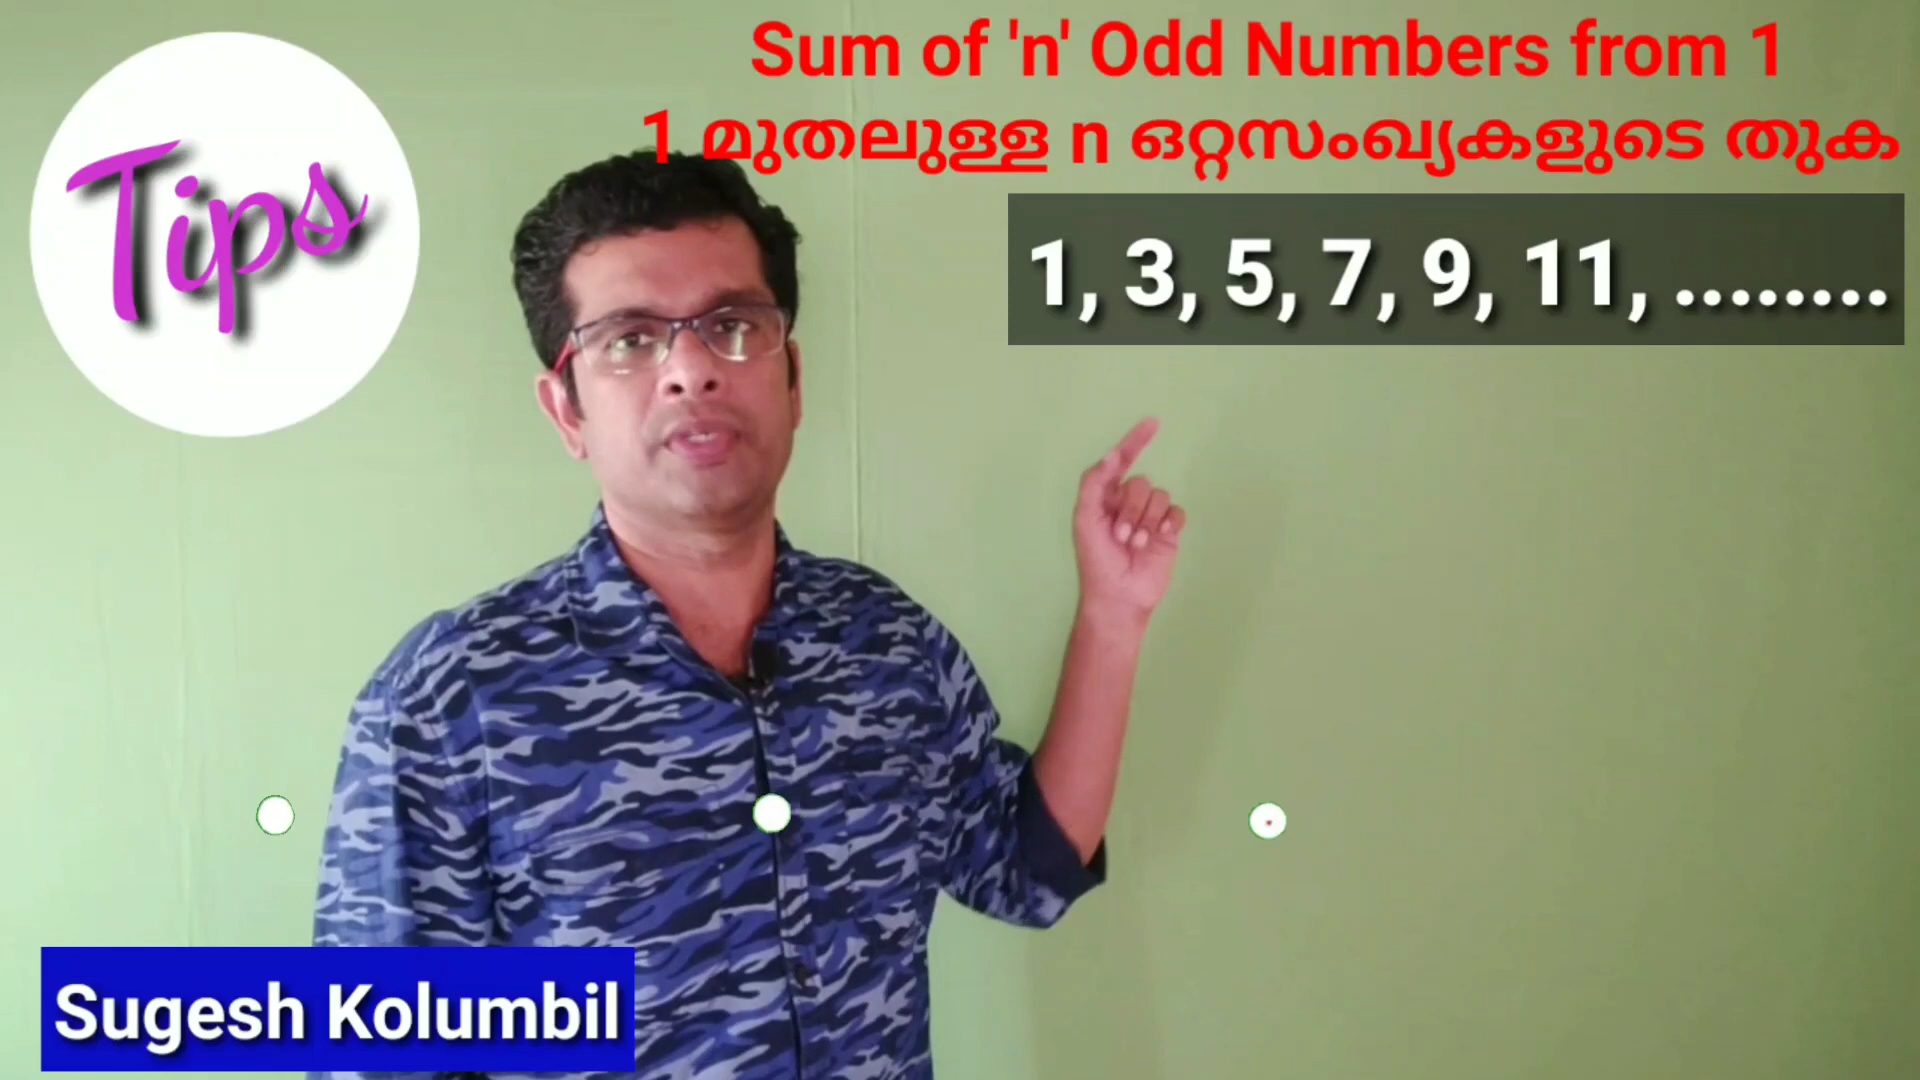 Tips
Sum of 'n' Odd Numbers from 1
1 മുതലുള്ള n ഒറ്റസംഖ്യകളുടെ തുക
1, 3, 5, 7, 9, 11, ........
Sugesh Kolumbil